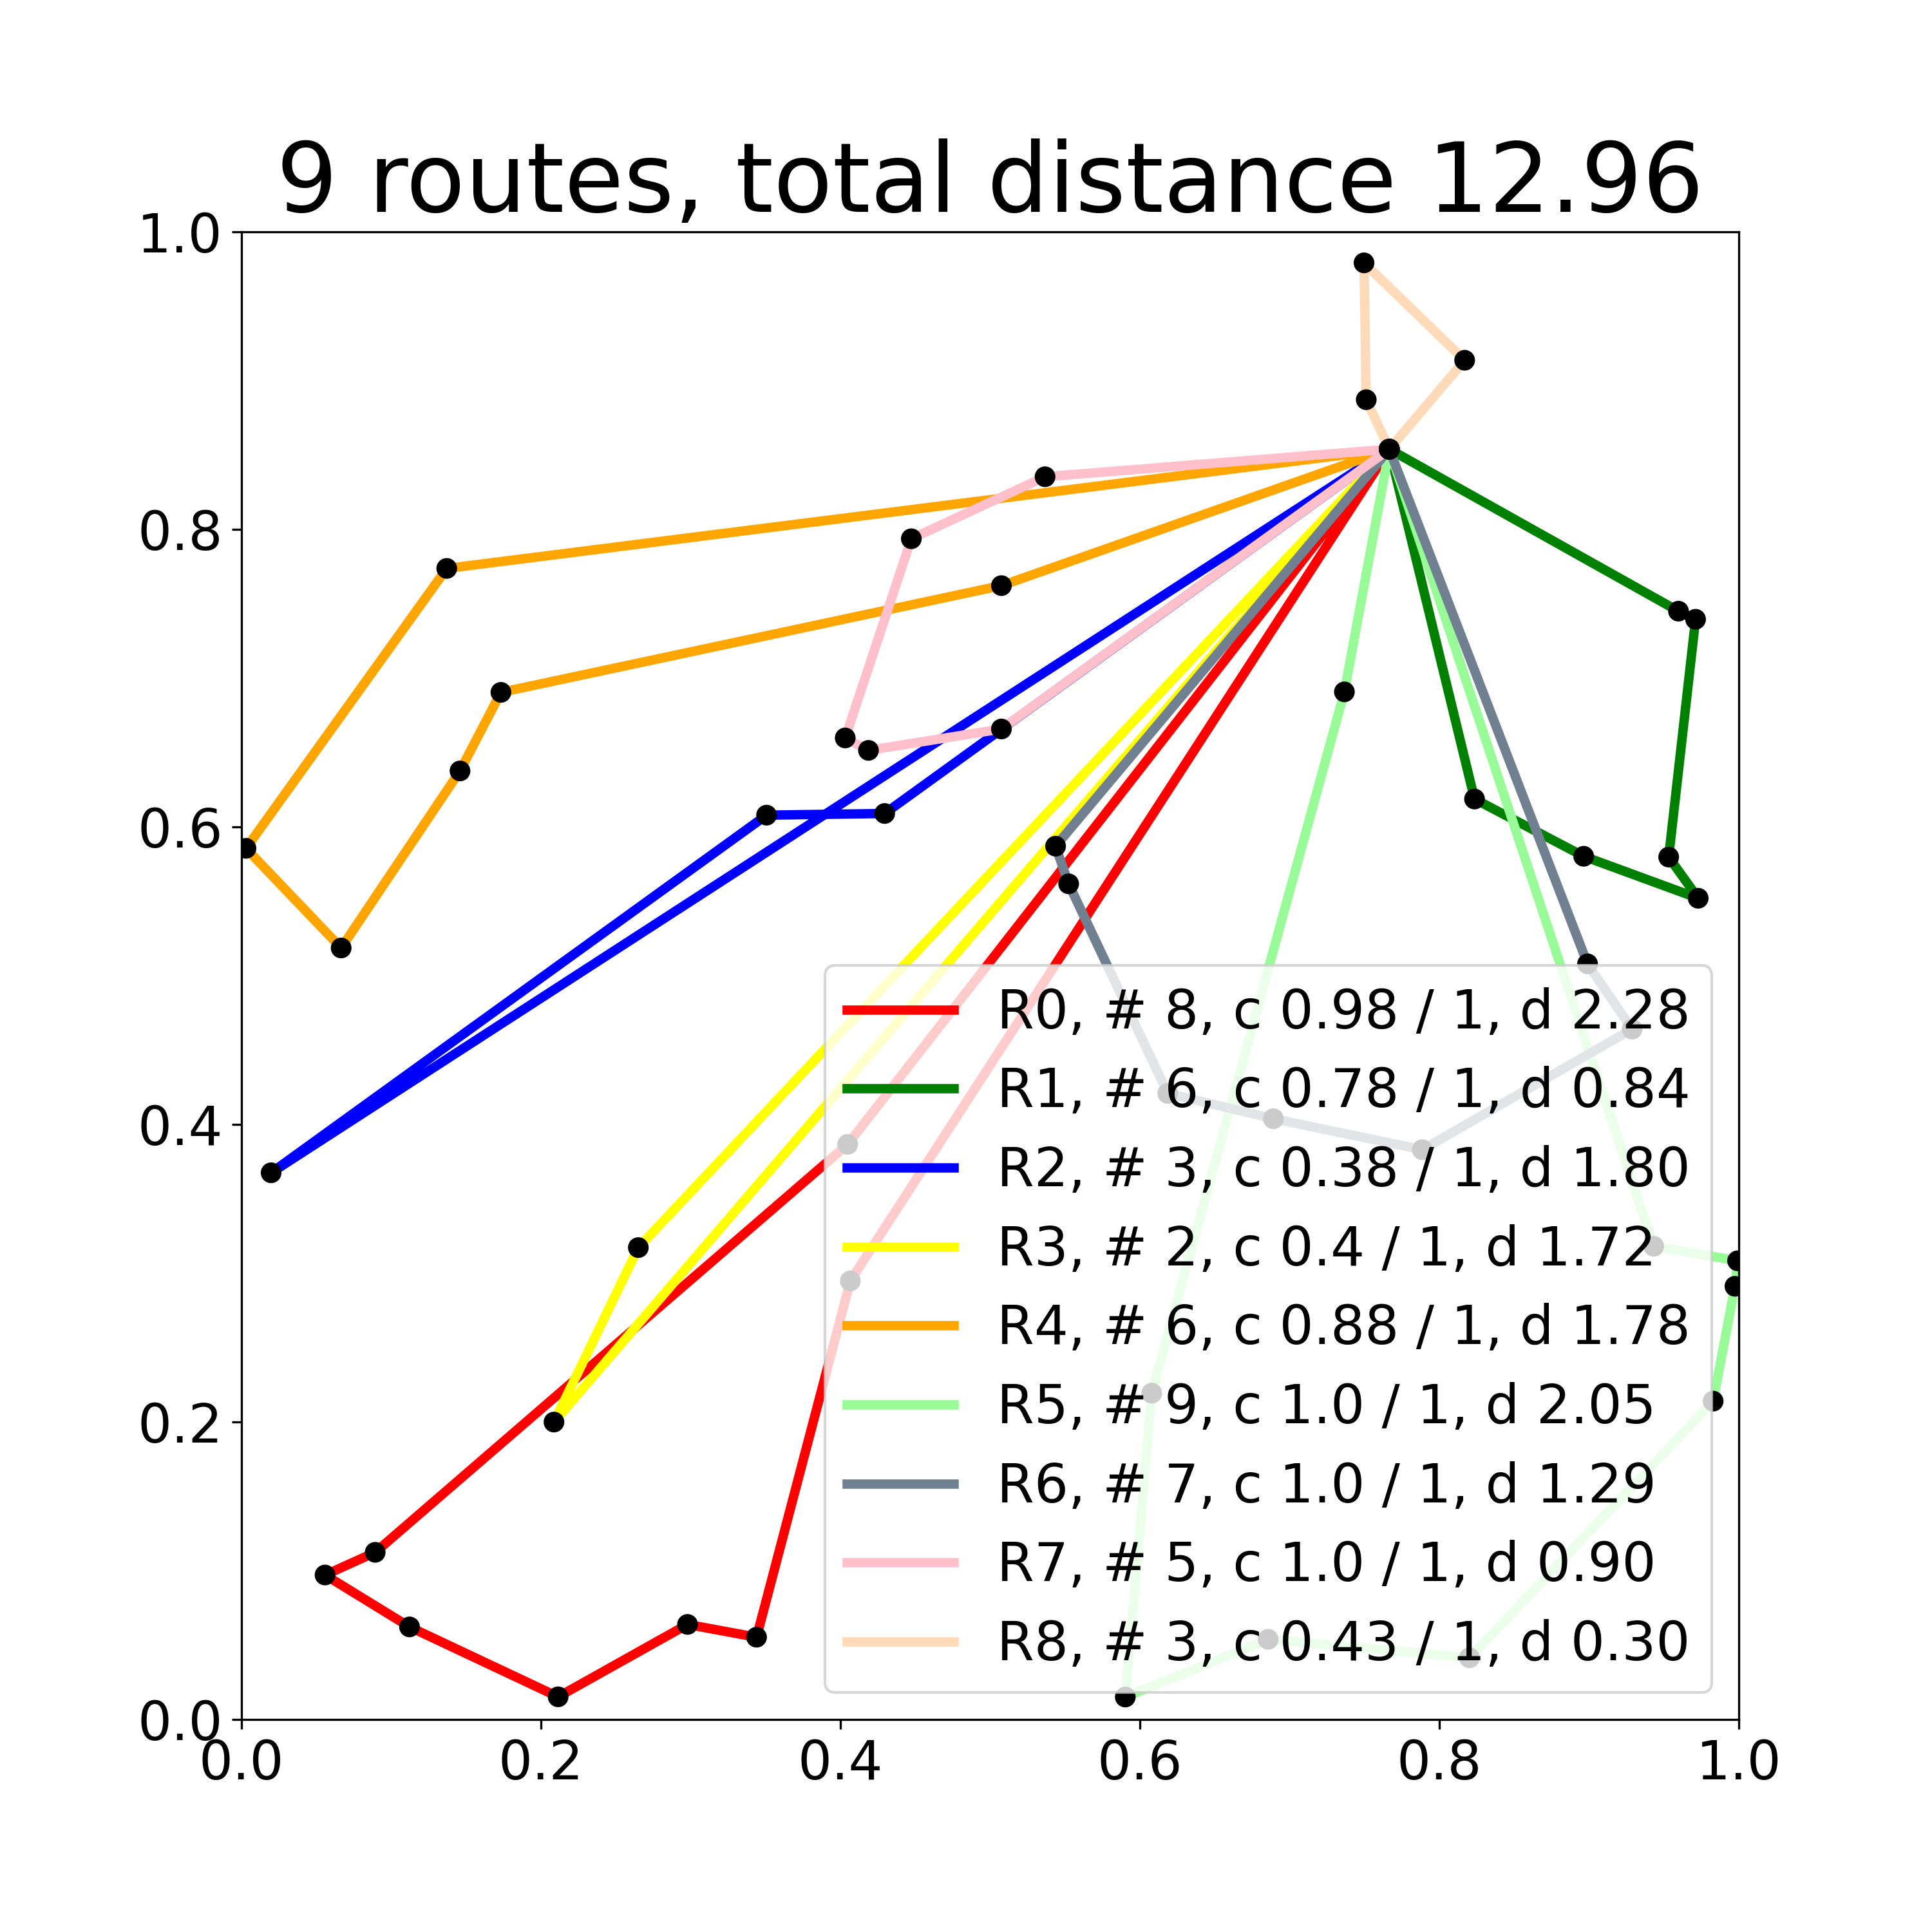 9 routes, total distance 12.96
1.0
0.8
0.6
0.4
0.2
0.0
R0, # 8, c 0.98 / 1, d 2.28
R1, # 6, c 0.78 / 1, d 0.84
R2, # 3, c 0.38 / 1, d 1.80
R3, # 2, c 0.4 / 1, d 1.72
R4, # 6, c 0.88 / 1, d 1.78
R5, # 9, c 1.0 / 1, d 2.05
R6, # 7, c 1.0 / 1, d 1.29
R7, # 5, c 1.0 / 1, d 0.90
R8, # 3, c 0.43 / 1, d 0.30
0.0 0.2 0.4 0.6 0.8 1.0